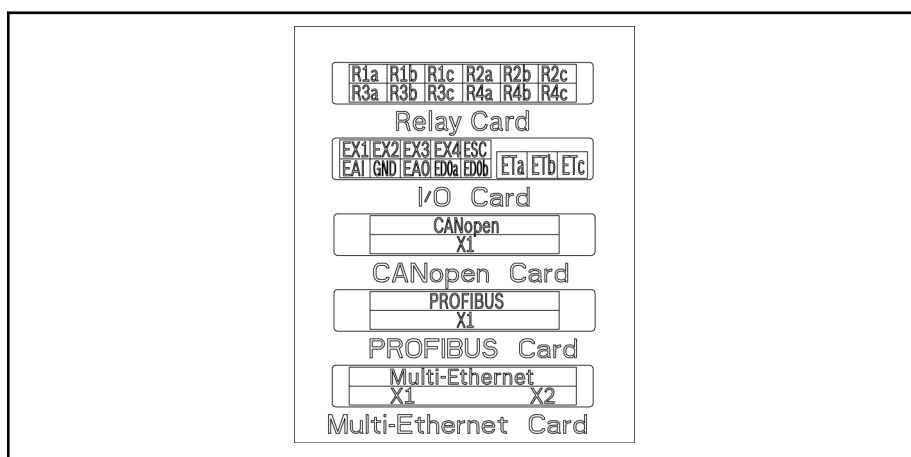 R1a R1b R1c R2a R2b R2c
R3a R3b R3c R4a R4b R4c
Relay Card
EX1 EX2 EX3 EX4 ESC
EAI GND EAO EDOa EDOb ETa ETb ETc
I/O Card
CANopen
X1
CANopen Card
PROFIBUS
X1
PROFIBUS Card
Multi-Ethernet
X1 X2
Multi-Ethernet Card